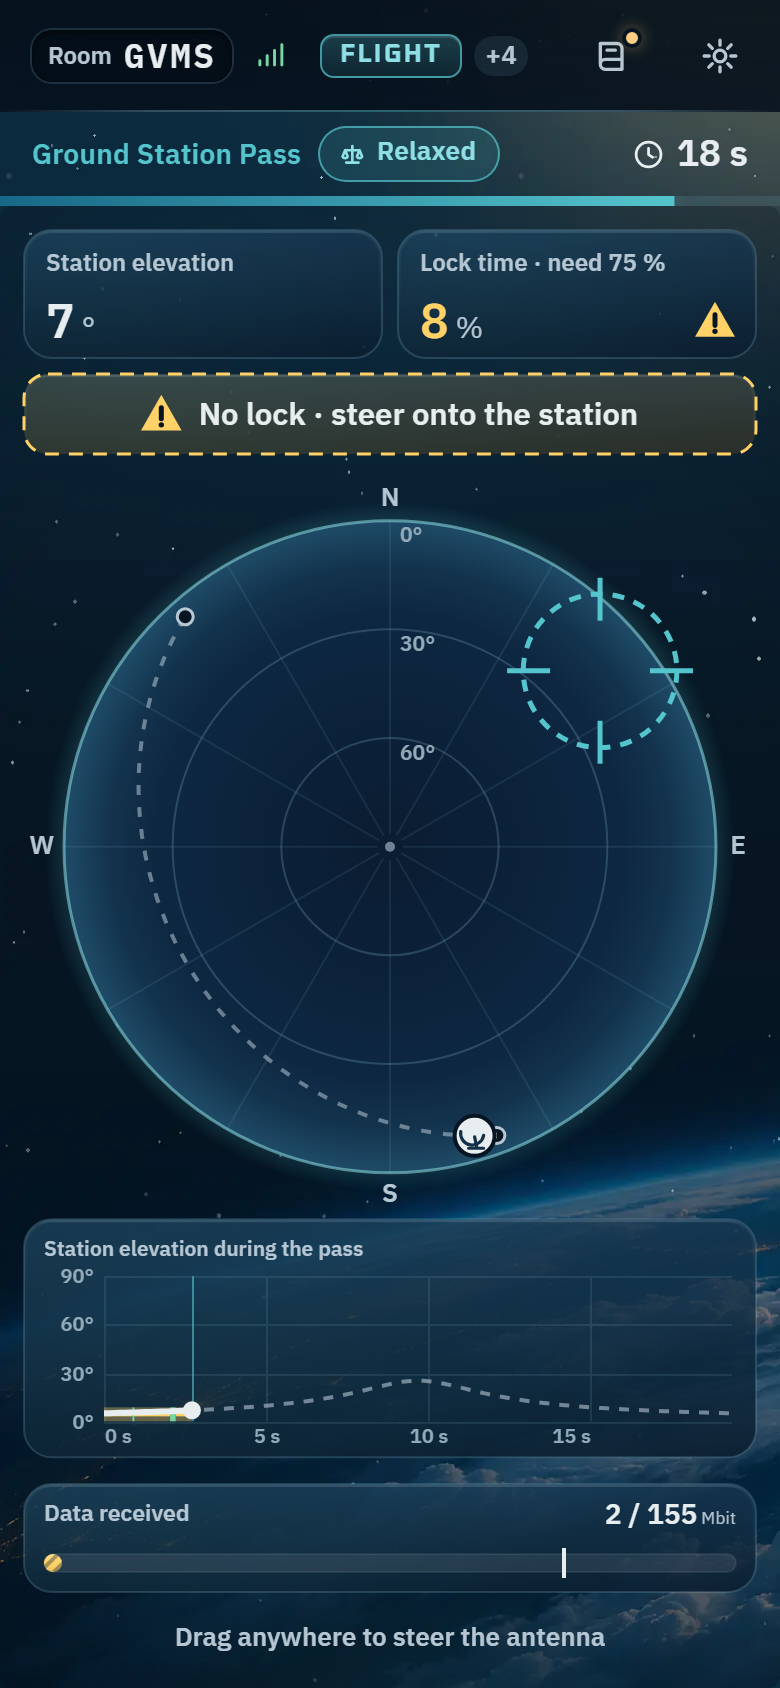 Room GVMS FLIGHT +4
Ground Station Pass Relaxed 18 s
Station elevation
7 °
Lock time · need 75 %
8 %
No lock · steer onto the station
N
0°
30°
60°
W
E
S
Station elevation during the pass
90°
60°
30°
0°
0 s 5 s 10 s 15 s
Data received 2 / 155 Mbit
Drag anywhere to steer the antenna